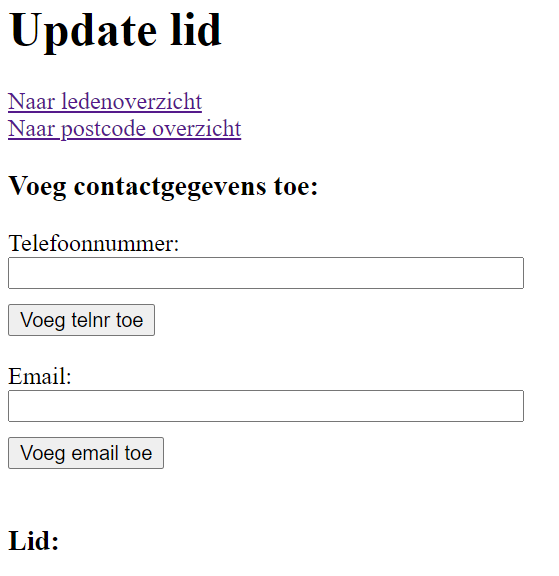 Update lid
Naar ledenoverzicht
Naar postcode overzicht
Voeg contactgegevens toe:
Telefoonnummer:
Voeg telnr toe
Email:
Voeg email toe
Lid: